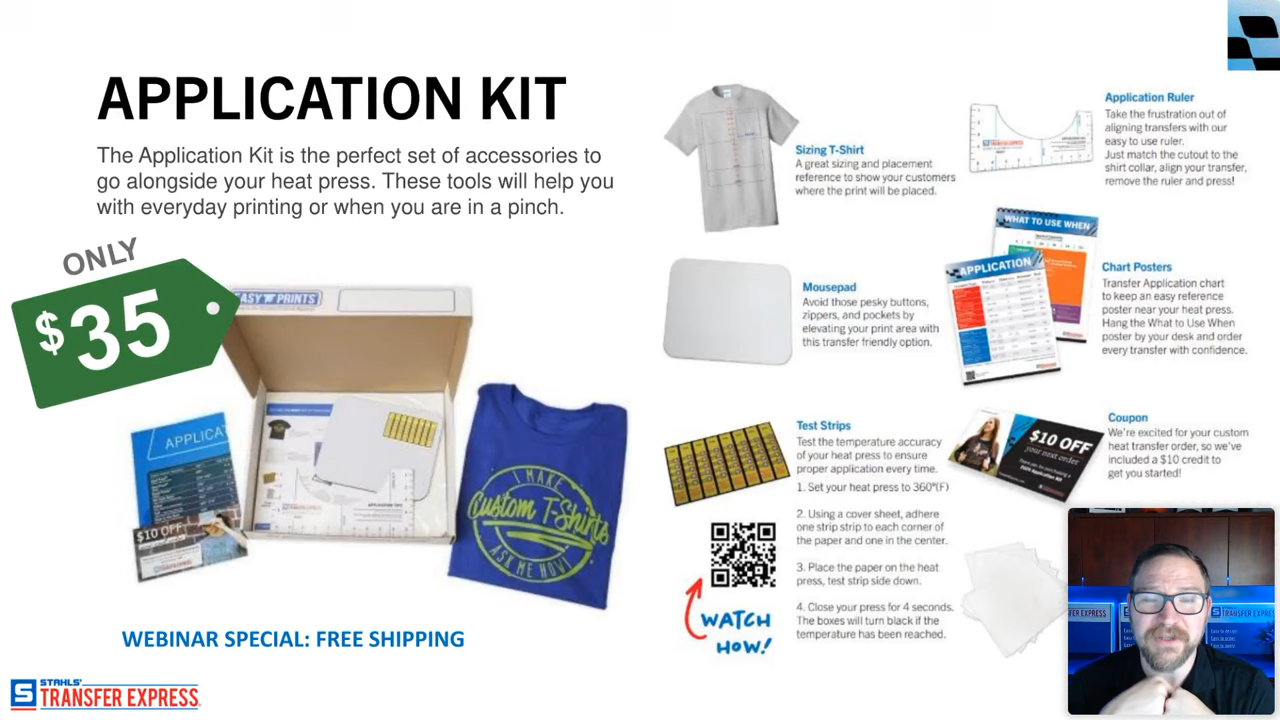 APPLICATION KIT
The Application Kit is the perfect set of accessories to
go alongside your heat press. These tools will help you
with everyday printing or when you are in a pinch.
ONLY
$35
EASY PRINTS
APPLICA
$10 OFF
I MAKE
Custom T-Shirts
ASK ME HOW!
WEBINAR SPECIAL: FREE SHIPPING
STAHLS'
TRANSFER EXPRESS
Sizing T-Shirt
A great sizing and placement
reference to show your customers
where the print will be placed.
Application Ruler
Take the frustration out of
aligning transfers with our
easy to use ruler.
Just match the cutout to the
shirt collar, align your transfer,
remove the ruler and press!
Mousepad
Avoid those pesky buttons,
zippers, and pockets by
elevating your print area with
this transfer friendly option.
WHAT TO USE WHEN
APPLICATION
Chart Posters
Transfer Application chart
to keep an easy reference
poster near your heat press.
Hang the What to Use When
poster by your desk and order
every transfer with confidence.
Test Strips
Test the temperature accuracy
of your heat press to ensure
proper application every time.
1. Set your heat press to 360°(F)
2. Using a cover sheet, adhere
one strip strip to each corner of
the paper and one in the center.
3. Place the paper on the heat
press, test strip side down.
4. Close your press for 4 seconds.
The boxes will turn black if the
temperature has been reached.
WATCH
HOW!
$10 OFF
your next order
Coupon
We're excited for your custom
heat transfer order, so we've
included a $10 credit to
get you started!
TRANSFER EXPRESS